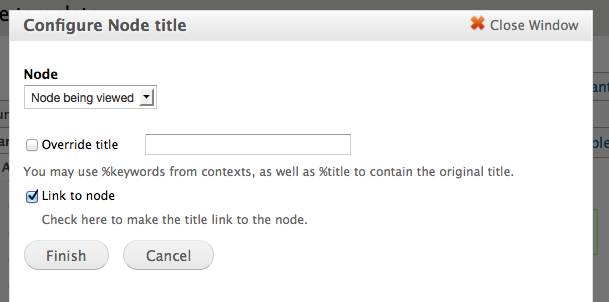 Configure Node title
Close Window
Node
Node being viewed
Override title
You may use %keywords from contexts, as well as %title to contain the original title.
Link to node
Check here to make the title link to the node.
Finish
Cancel